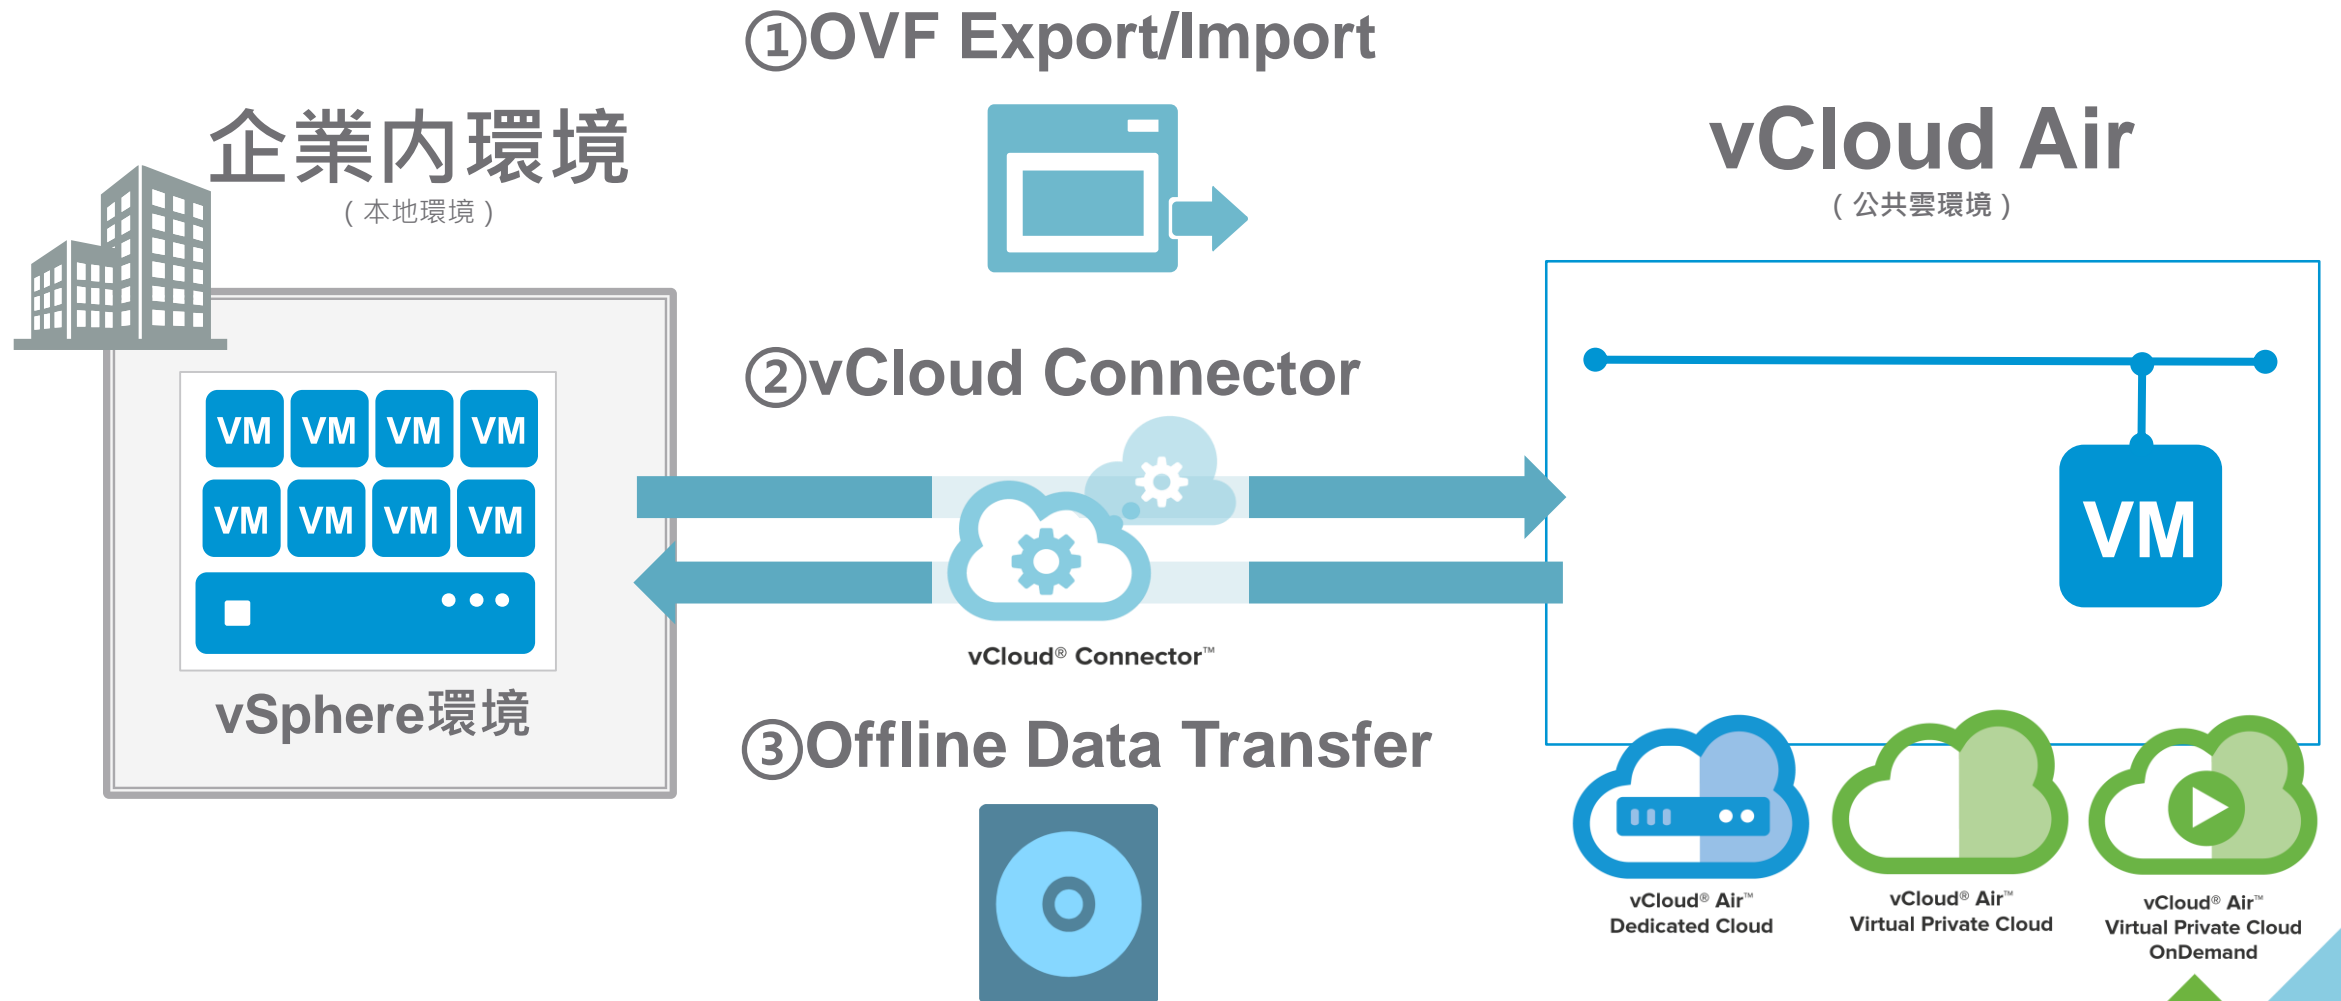 ①OVF Export/Import
企業内環境
（本地環境）
vCloud Air
（公共雲環境）
②vCloud Connector
VM VM VM VM
VM VM VM VM
VM
vCloud® Connector™
vSphere環境
③Offline Data Transfer
vCloud® Air™
Dedicated Cloud
vCloud® Air™
Virtual Private Cloud
vCloud® Air™
Virtual Private Cloud
OnDemand